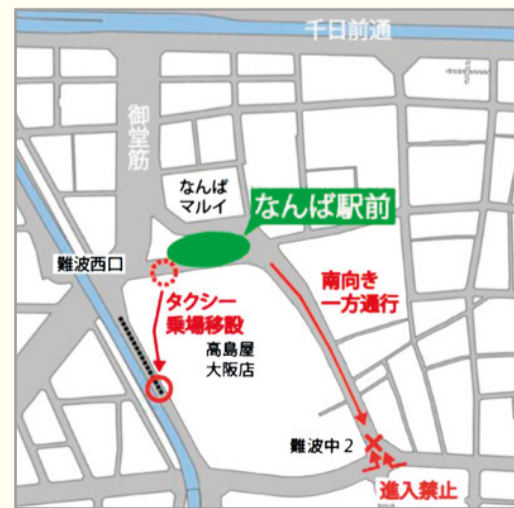 千日前通
御堂筋
なんば
マルイ
なんば駅前
難波西口
タクシー
乗場移設
南向き
一方通行
高島屋
大阪店
難波中2
進入禁止